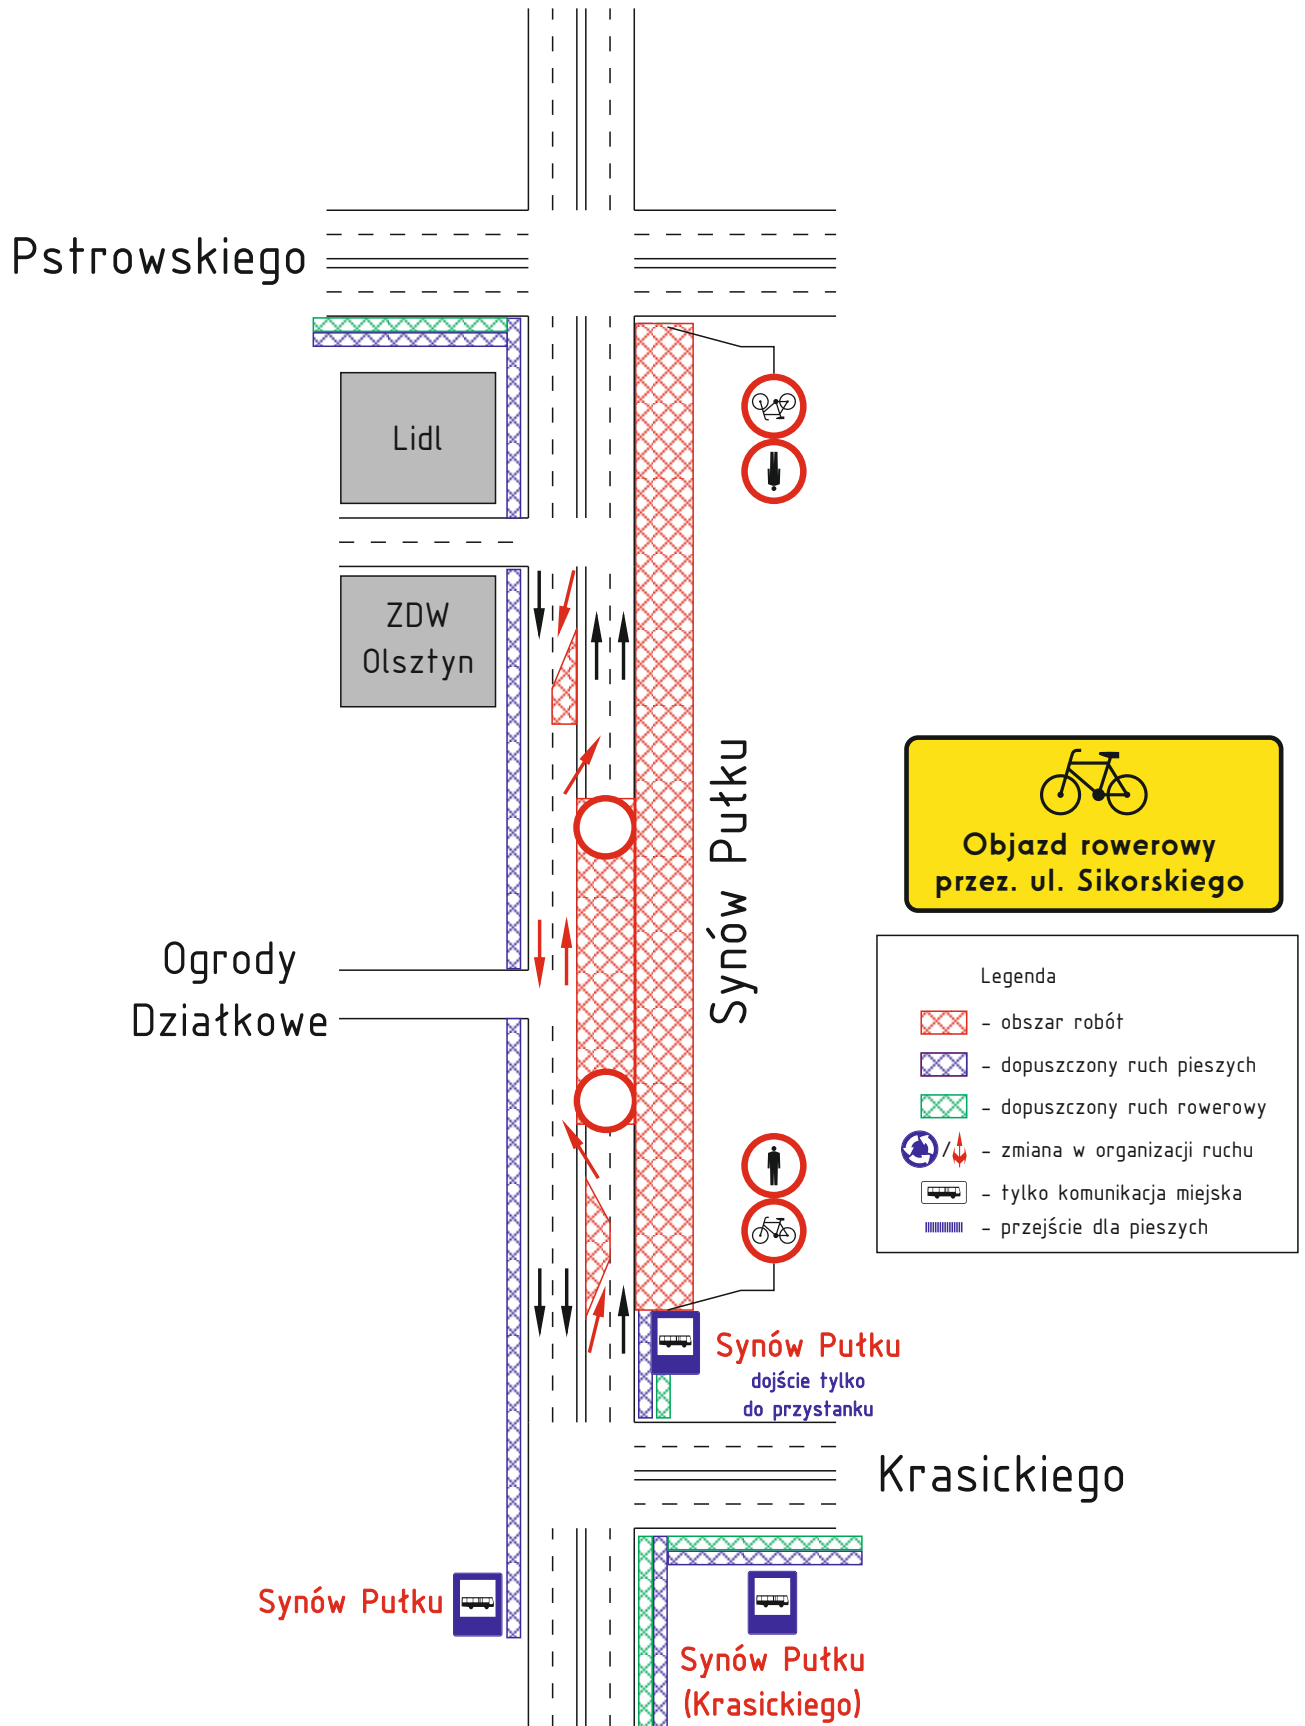 Pstrowskiego
Lidl
ZDW
Olsztyn
Synów Pułku
Objazd rowerowy
przez. ul. Sikorskiego
Ogrody
Działkowe
Legenda
- obszar robót
- dopuszczony ruch pieszych
- dopuszczony ruch rowerowy
/ - zmiana w organizacji ruchu
- tylko komunikacja miejska
- przejście dla pieszych
Synów Pułku
dojście tylko
do przystanku
Krasickiego
Synów Pułku
Synów Pułku
(Krasickiego)